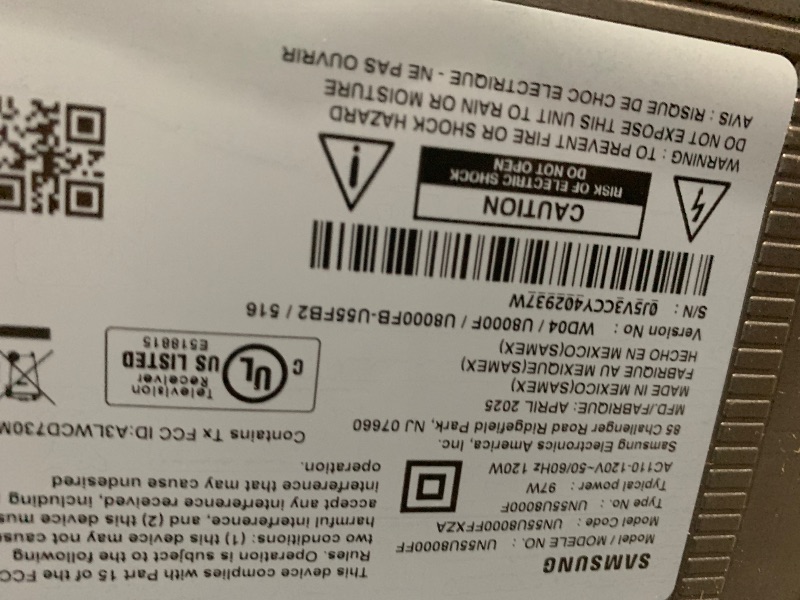 SAMSUNG
Model / MODELE NO. : UN55U8000FF
Model Code: UN55U8000FFXZA
Type No.: UN55U8000F
Typical power: 97W
AC110-120V~50/60Hz 120W
Samsung Electronics America, Inc.
85 Challenger Road Ridgefield Park, NJ 07660
MFD./FABRIQUE: APRIL 2025
MADE IN MEXICO(SAMEX)
FABRIQUE AU MEXIQUE(SAMEX)
HECHO EN MEXICO(SAMEX)
Version No: WD04 / U8000F / U8000FB-U55FB2 / 516
S/N : 0J5V3CCY402937W
CAUTION
RISK OF ELECTRIC SHOCK
DO NOT OPEN
WARNING : TO PREVENT FIRE OR SHOCK HAZARD
DO NOT EXPOSE THIS UNIT TO RAIN OR MOISTURE
AVIS : RISQUE DE CHOC ELECTRIQUE - NE PAS OUVRIR
This device complies with Part 15 of the FCC
Rules. Operation is subject to the following
two conditions: (1) this device may not cause
harmful interference, and (2) this device
accept any interference received, including
interference that may cause undesired
operation.
Contains Tx FCC ID:A3LWCD730M
C UL US LISTED
Television
Receiver
E518815